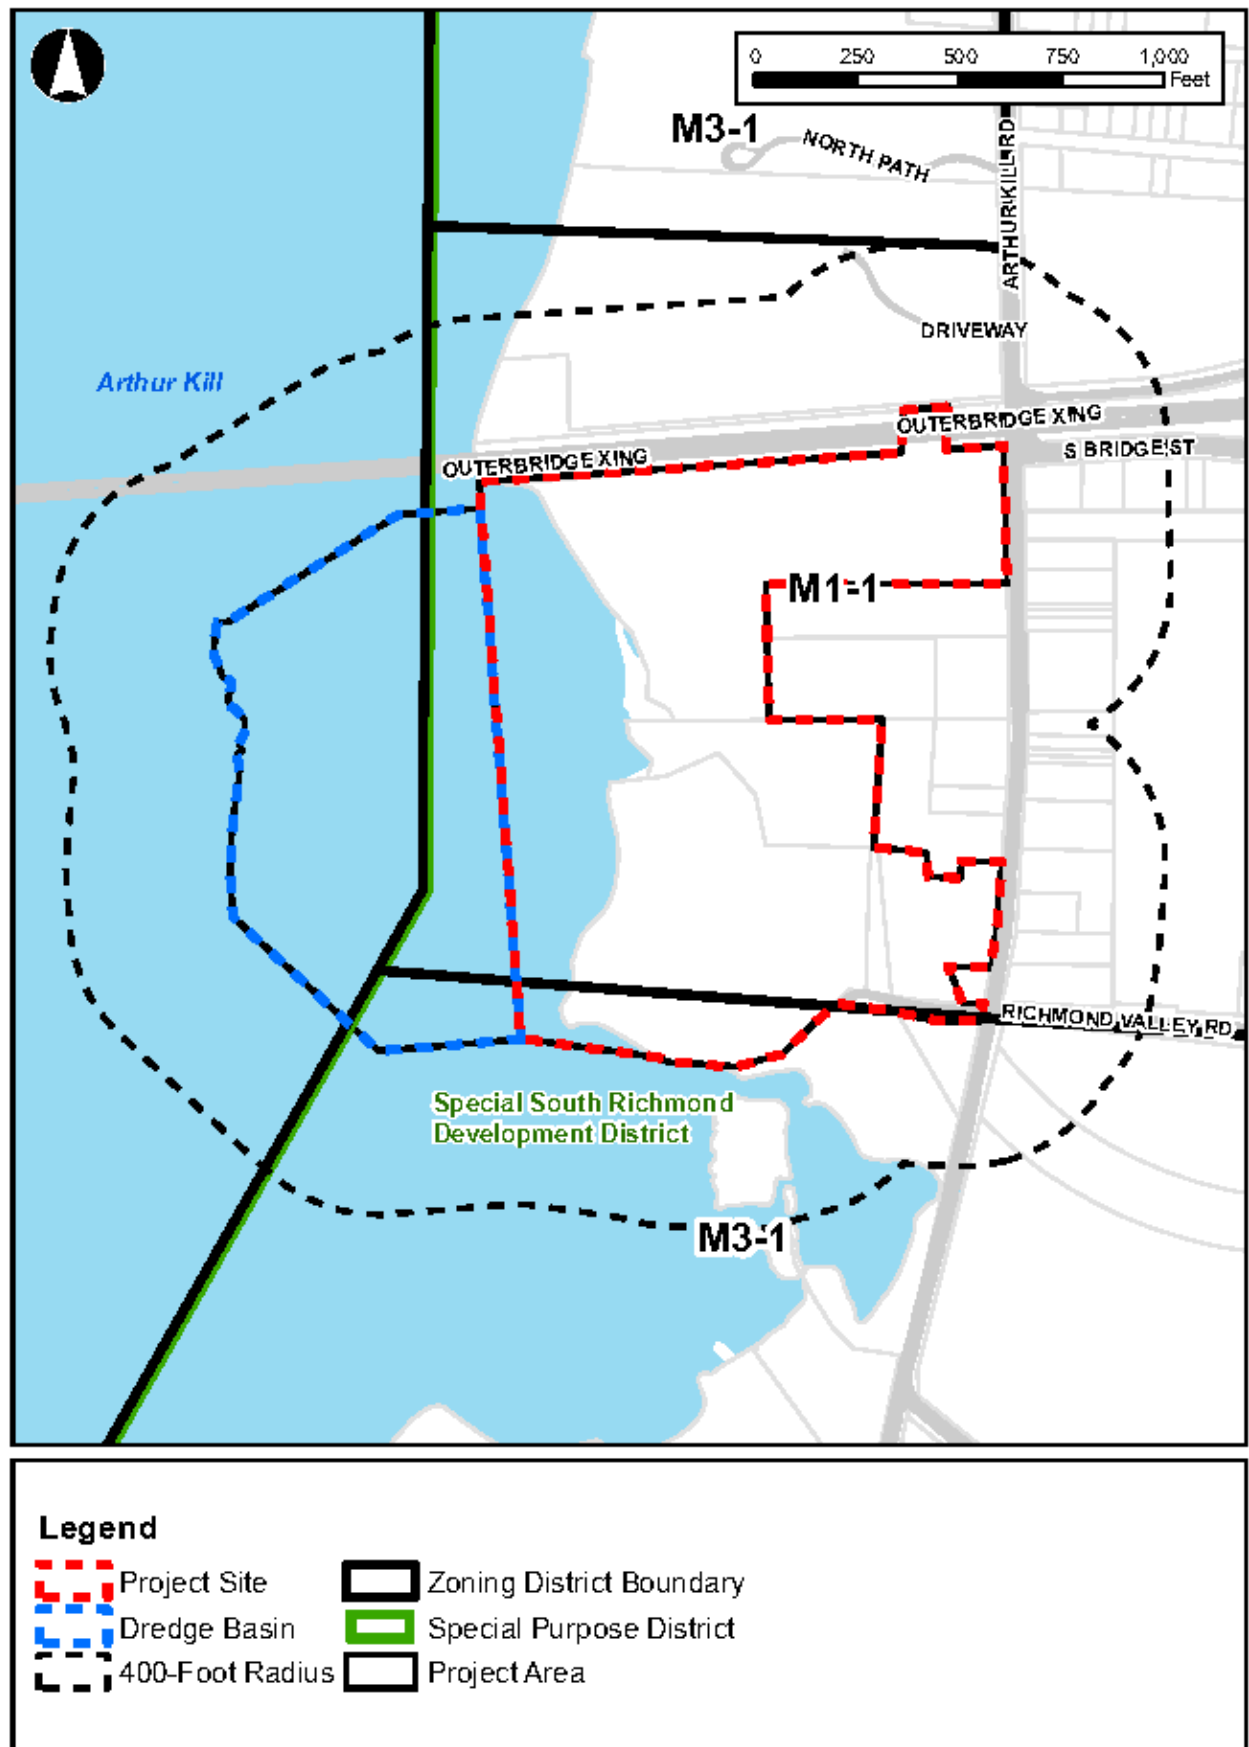 0 250 500 750 1,000
Feet
M3-1
NORTH PATH
ARTHUR KILL RD
DRIVEWAY
Arthur Kill
OUTERBRIDGE XING
OUTERBRIDGE XING
S BRIDGE ST
M1-1
RICHMOND VALLEY RD
Special South Richmond
Development District
M3-1
Legend
Project Site
Zoning District Boundary
Dredge Basin
Special Purpose District
400-Foot Radius
Project Area